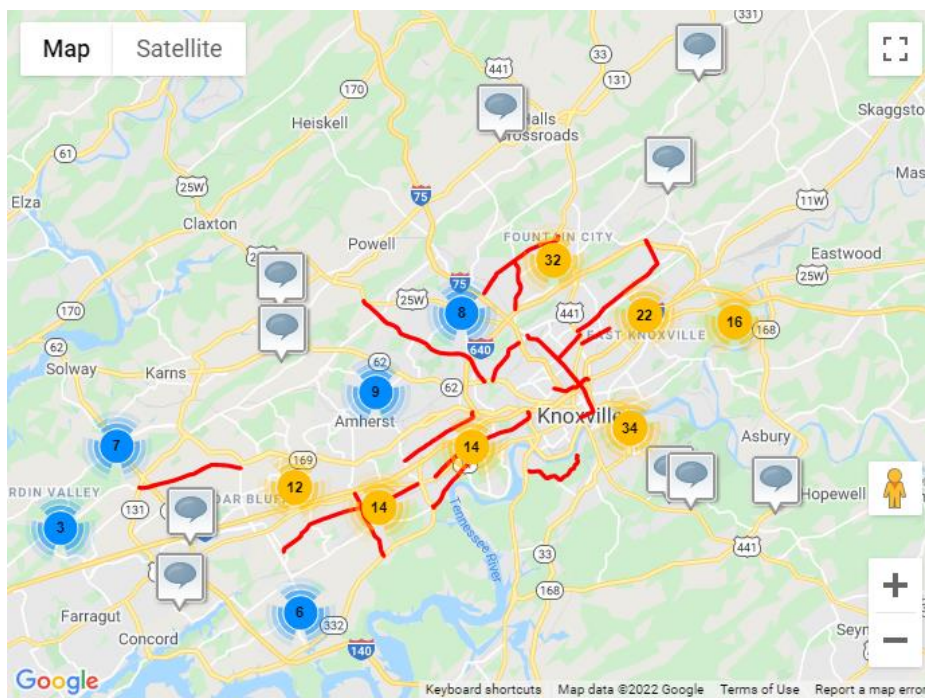 Map
Satellite
331
441
33
131
170
Heiskell
Halls
Crossroads
Skaggsto
61
25W
75
Mas
Elza
Claxton
11W
Powell
FOUNTAIN CITY
32
Eastwood
75
25W
25W
170
8
441
22
16
168
EAST KNOXVILLE
62
640
Solway
Karns
62
9
62
Amherst
Knoxville
34
Asbury
7
14
169
12
RDIN VALLEY
131
DAR BLUFF
14
Hopewell
3
Tennessee River
33
441
168
Farragut
6
332
Concord
140
Seym
Google
Keyboard shortcuts
Map data ©2022 Google
Terms of Use
Report a map error